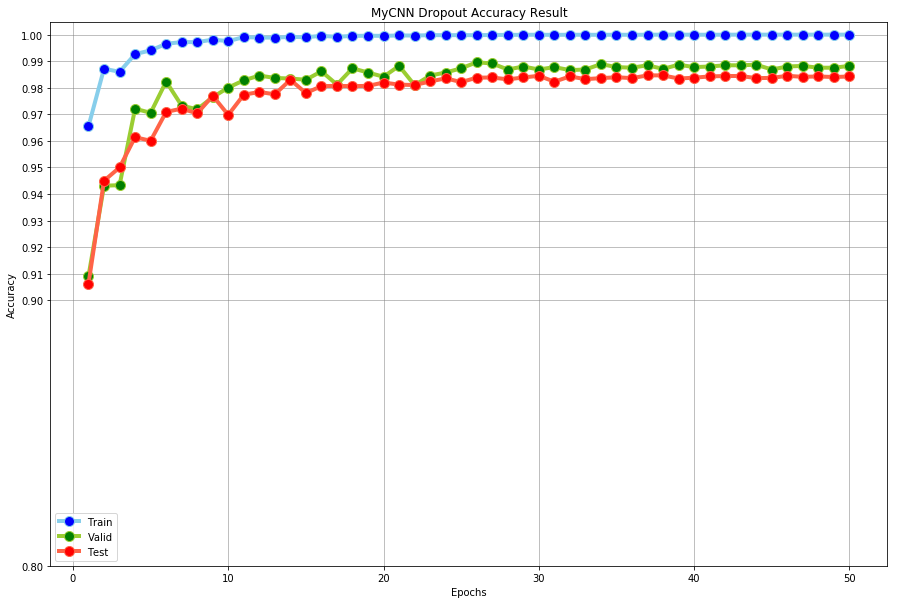 MyCNN Dropout Accuracy Result
Accuracy
1.00
0.99
0.98
0.97
0.96
0.95
0.94
0.93
0.92
0.91
0.90
0.80
Train
Valid
Test
0 10 20 30 40 50
Epochs